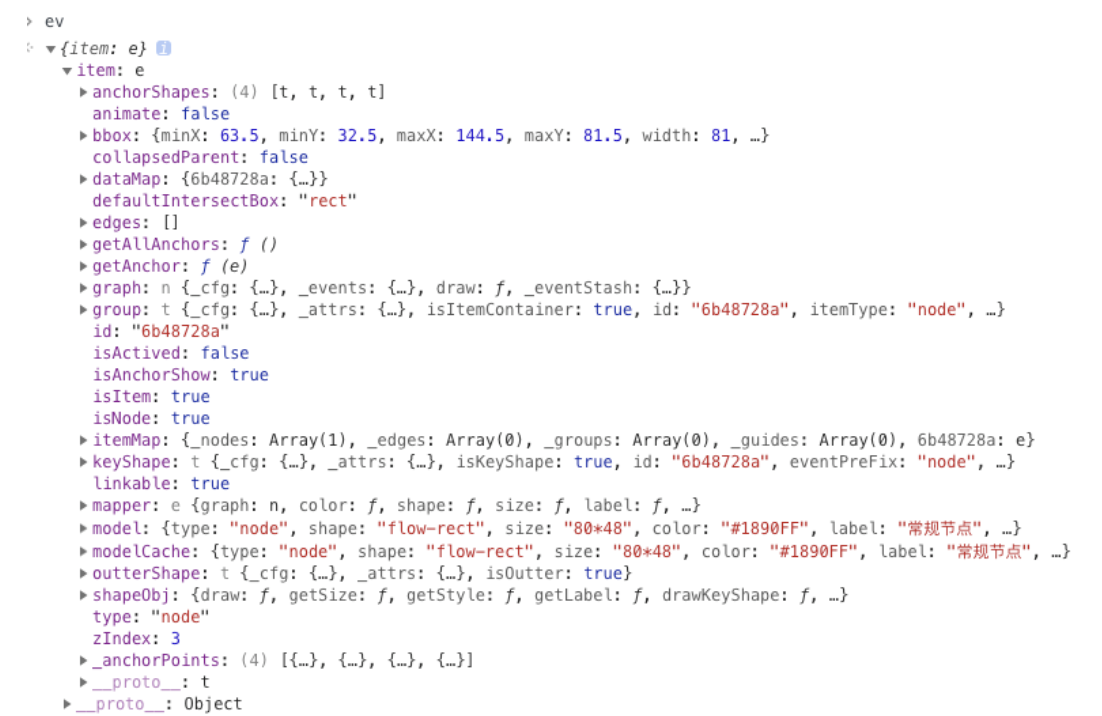 › ev
▼{item: e} i
▼item: e
▶anchorShapes: (4) [t, t, t, t]
animate: false
▶bbox: {minX: 63.5, minY: 32.5, maxX: 144.5, maxY: 81.5, width: 81, …}
collapsedParent: false
▶dataMap: {6b48728a: {…}}
defaultIntersectBox: "rect"
▶edges: []
▶getAllAnchors: ƒ ()
▶getAnchor: ƒ (e)
▶graph: n {_cfg: {…}, _events: {…}, draw: ƒ, _eventStash: {…}}
▶group: t {_cfg: {…}, _attrs: {…}, isItemContainer: true, id: "6b48728a", itemType: "node", …}
id: "6b48728a"
isActived: false
isAnchorShow: true
isItem: true
isNode: true
▶itemMap: {_nodes: Array(1), _edges: Array(0), _groups: Array(0), _guides: Array(0), 6b48728a: e}
▶keyShape: t {_cfg: {…}, _attrs: {…}, isKeyShape: true, id: "6b48728a", eventPreFix: "node", …}
linkable: true
▶mapper: e {graph: n, color: ƒ, shape: ƒ, size: ƒ, label: ƒ, …}
▶model: {type: "node", shape: "flow-rect", size: "80*48", color: "#1890FF", label: "常规节点", …}
▶modelCache: {type: "node", shape: "flow-rect", size: "80*48", color: "#1890FF", label: "常规节点", …}
▶outterShape: t {_cfg: {…}, _attrs: {…}, isOutter: true}
▶shapeObj: {draw: ƒ, getSize: ƒ, getStyle: ƒ, getLabel: ƒ, drawKeyShape: ƒ, …}
type: "node"
zIndex: 3
▶_anchorPoints: (4) [{…}, {…}, {…}, {…}]
▶__proto__: t
▶__proto__: Object